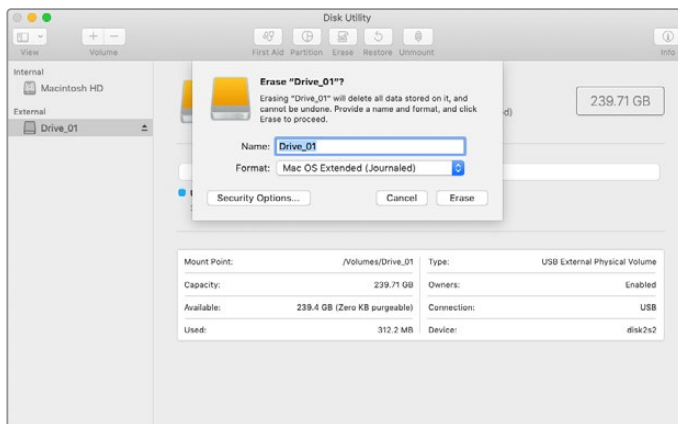 Disk Utility
View
Volume
First Aid Partition Erase Restore Unmount
Info
Internal
Macintosh HD
External
Drive_01
Erase "Drive_01"?
Erasing "Drive_01" will delete all data stored on it, and
cannot be undone. Provide a name and format, and click
Erase to proceed.
239.71 GB
Name: Drive_01
Format: Mac OS Extended (Journaled)
Security Options... Cancel Erase
Mount Point: /Volumes/Drive_01 Type: USB External Physical Volume
Capacity: 239.71 GB Owners: Enabled
Available: 239.4 GB (Zero KB purgeable) Connection: USB
Used: 312.2 MB Device: disk2s2